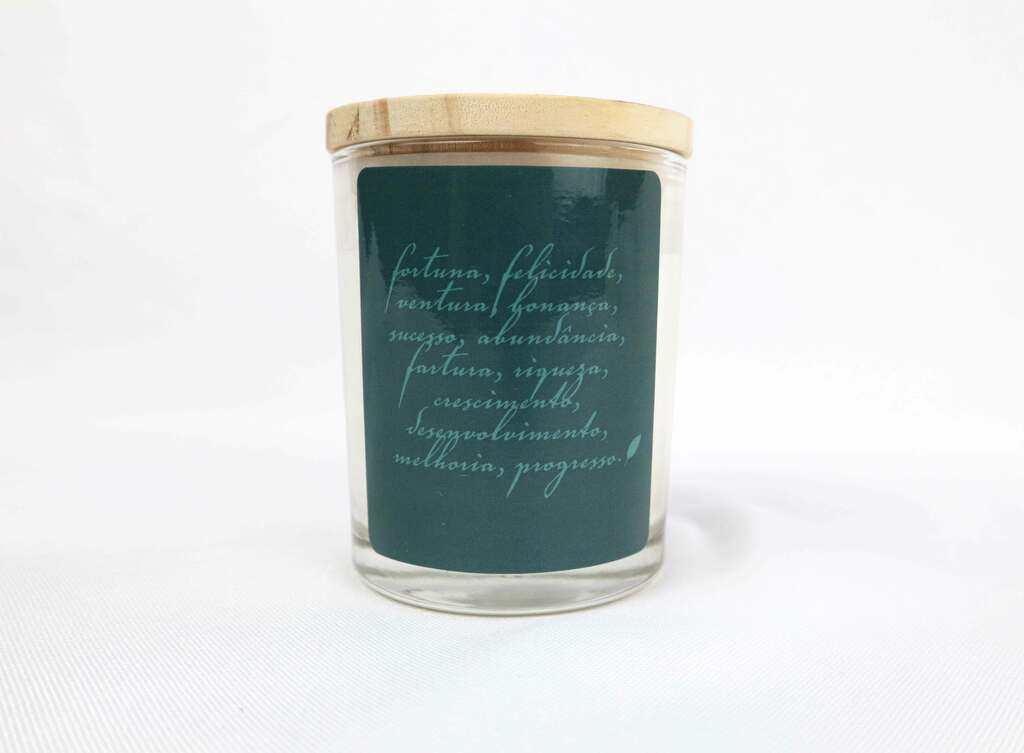 fortuna, felicidade,
ventura, bonança,
sucesso, abundância,
fartura, riqueza,
crescimento,
desenvolvimento,
melhoria, progresso.